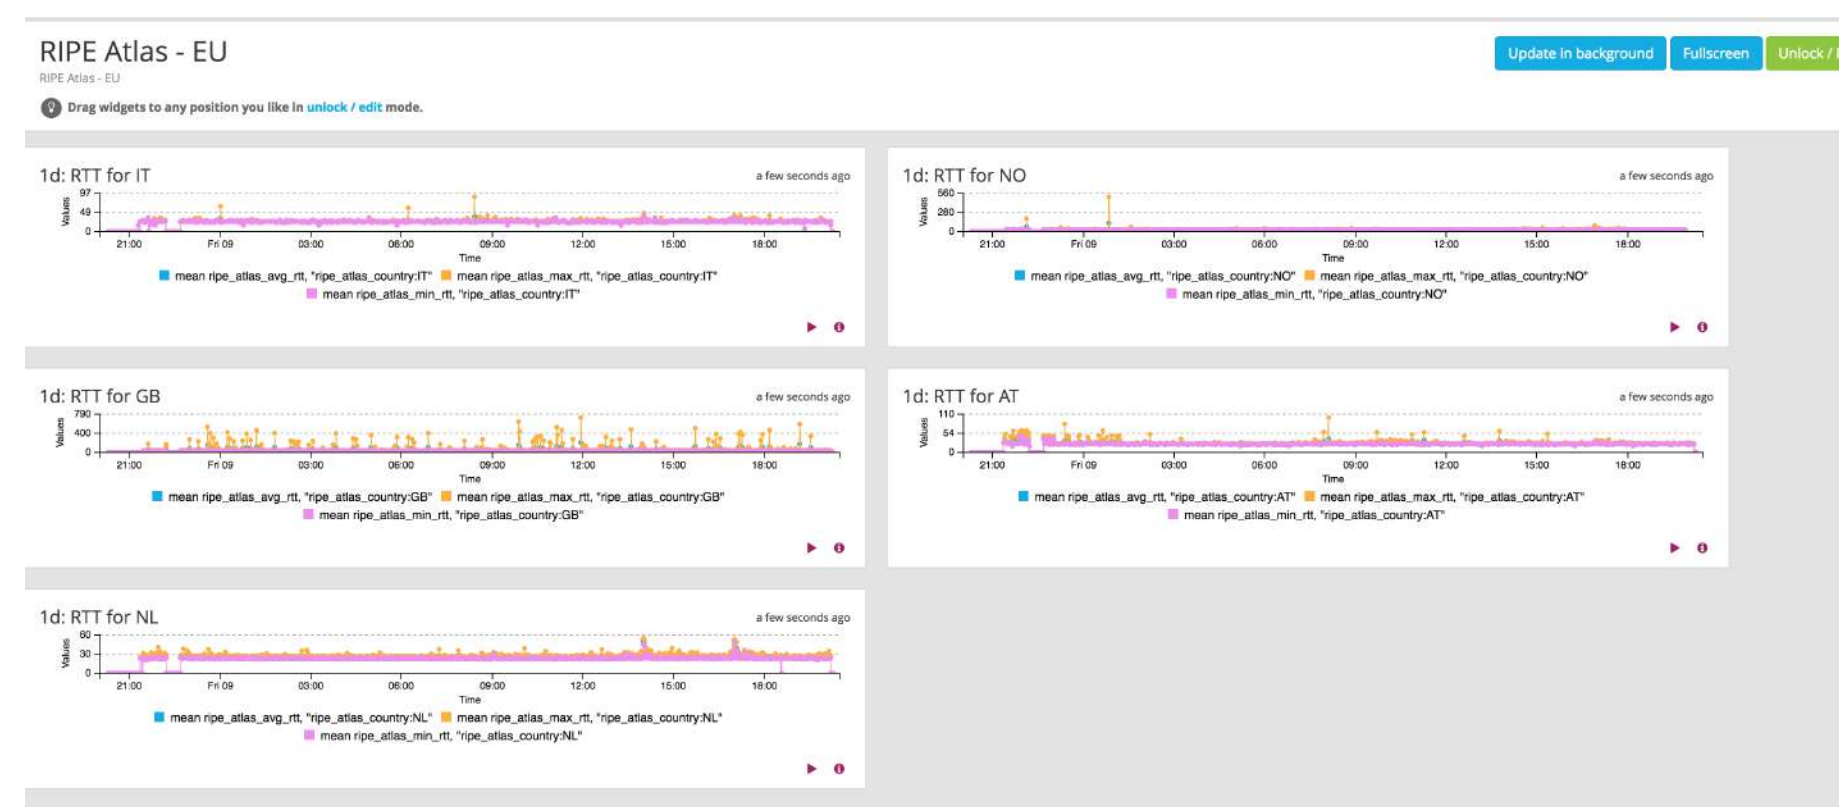 RIPE Atlas - EU
RIPE Atlas - EU
Drag widgets to any position you like in unlock / edit mode.
Update in background
Fullscreen
Unlock /
1d: RTT for IT
a few seconds ago
Values
97
49
0
21:00 Fri 09 03:00 06:00 09:00 12:00 15:00 18:00
Time
mean ripe_atlas_avg_rtt, "ripe_atlas_country:IT" mean ripe_atlas_max_rtt, "ripe_atlas_country:IT"
mean ripe_atlas_min_rtt, "ripe_atlas_country:IT"
1d: RTT for NO
a few seconds ago
Values
560
280
0
21:00 Fri 09 03:00 06:00 09:00 12:00 15:00 18:00
Time
mean ripe_atlas_avg_rtt, "ripe_atlas_country:NO" mean ripe_atlas_max_rtt, "ripe_atlas_country:NO"
mean ripe_atlas_min_rtt, "ripe_atlas_country:NO"
1d: RTT for GB
a few seconds ago
Values
790
400
0
21:00 Fri 09 03:00 06:00 09:00 12:00 15:00 18:00
Time
mean ripe_atlas_avg_rtt, "ripe_atlas_country:GB" mean ripe_atlas_max_rtt, "ripe_atlas_country:GB"
mean ripe_atlas_min_rtt, "ripe_atlas_country:GB"
1d: RTT for AT
a few seconds ago
Values
110
54
0
21:00 Fri 09 03:00 06:00 09:00 12:00 15:00 18:00
Time
mean ripe_atlas_avg_rtt, "ripe_atlas_country:AT" mean ripe_atlas_max_rtt, "ripe_atlas_country:AT"
mean ripe_atlas_min_rtt, "ripe_atlas_country:AT"
1d: RTT for NL
a few seconds ago
Values
60
30
0
21:00 Fri 09 03:00 06:00 09:00 12:00 15:00 18:00
Time
mean ripe_atlas_avg_rtt, "ripe_atlas_country:NL" mean ripe_atlas_max_rtt, "ripe_atlas_country:NL"
mean ripe_atlas_min_rtt, "ripe_atlas_country:NL"